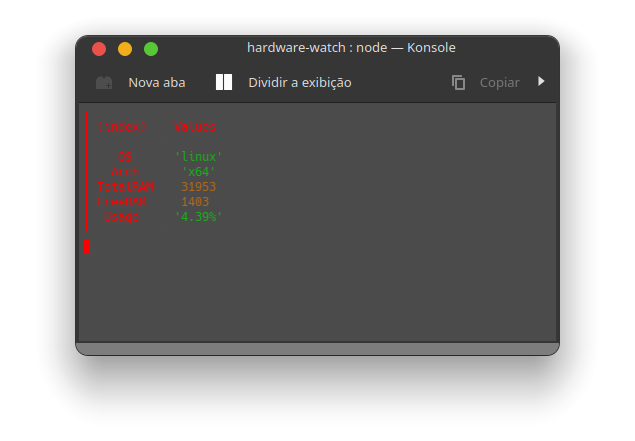 hardware-watch : node — Konsole
Nova aba Dividir a exibição Copiar
(index) Values
OS 'linux'
Arch 'x64'
TotalRAM 31953
FreeRAM 1403
Usage '4.39%'